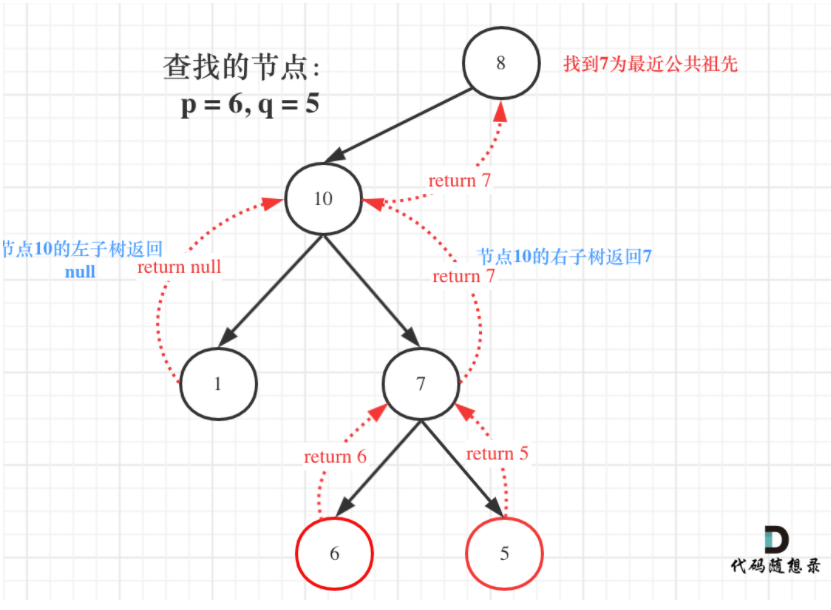 查找的节点：
p = 6, q = 5
8
找到7为最近公共祖先
return 7
10
节点10的左子树返回
null
return null
节点10的右子树返回7
return 7
1
7
return 6
return 5
6
5
代码随想录